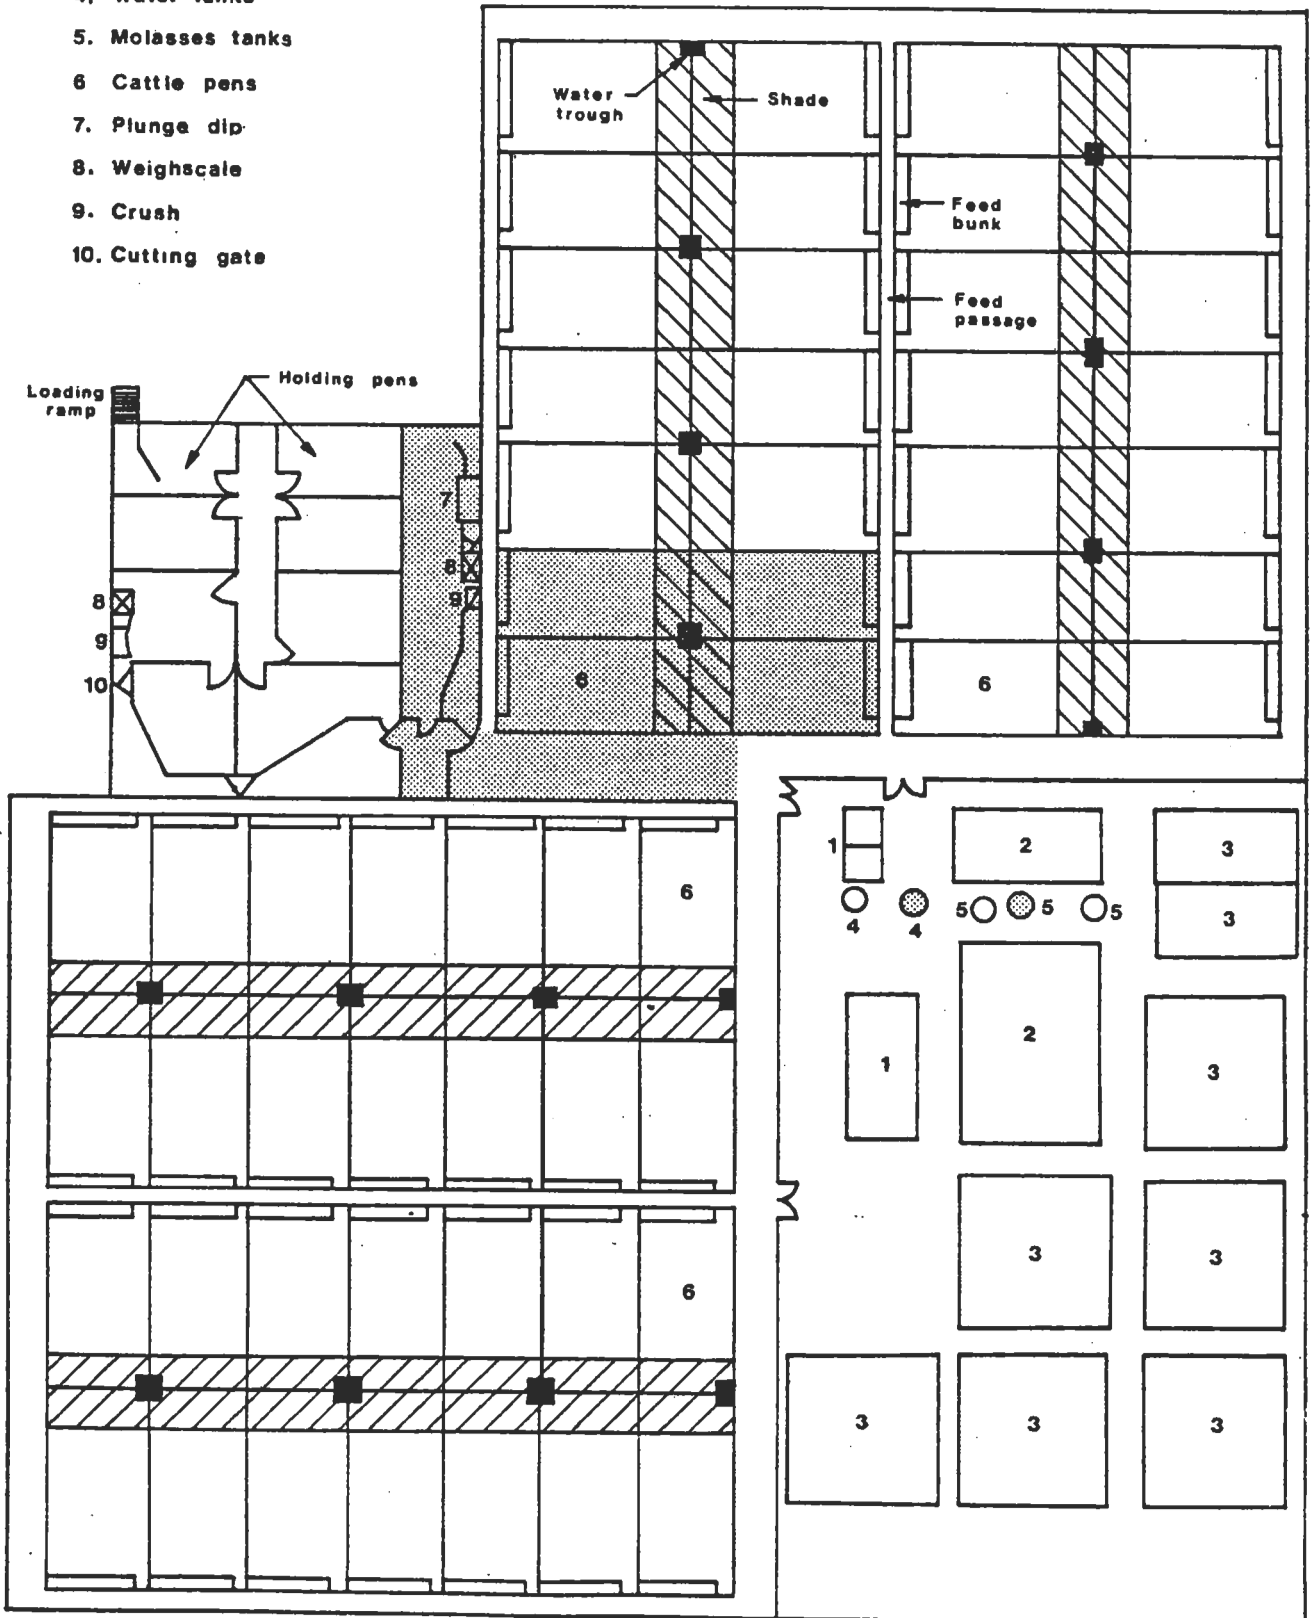 5. Molasses tanks
6 Cattle pens
7. Plunge dip
8. Weighscale
9. Crush
10. Cutting gate
Water
trough
Shade
Feed
bunk
Feed
passage
Loading
ramp
Holding pens
7
8
9
8
9
10
6
6
1
2
3
3
4
4
5
5
5
6
1
2
3
3
3
6
3
3
3